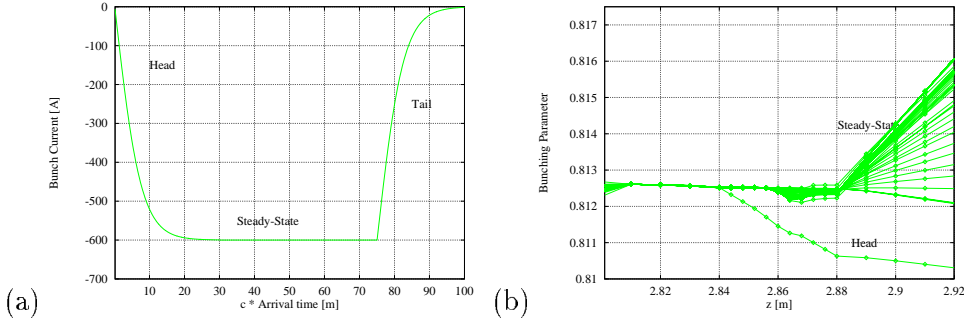 0
-100
-200
-300
-400
-500
-600
-700
Bunch Current [A]
Head
Tail
Steady-State
10 20 30 40 50 60 70 80 90 100
c * Arrival time [m]
(a)
0.817
0.816
0.815
0.814
0.813
0.812
0.811
0.81
Bunching Parameter
Steady-State
Head
2.82 2.84 2.86 2.88 2.9 2.92
z [m]
(b)